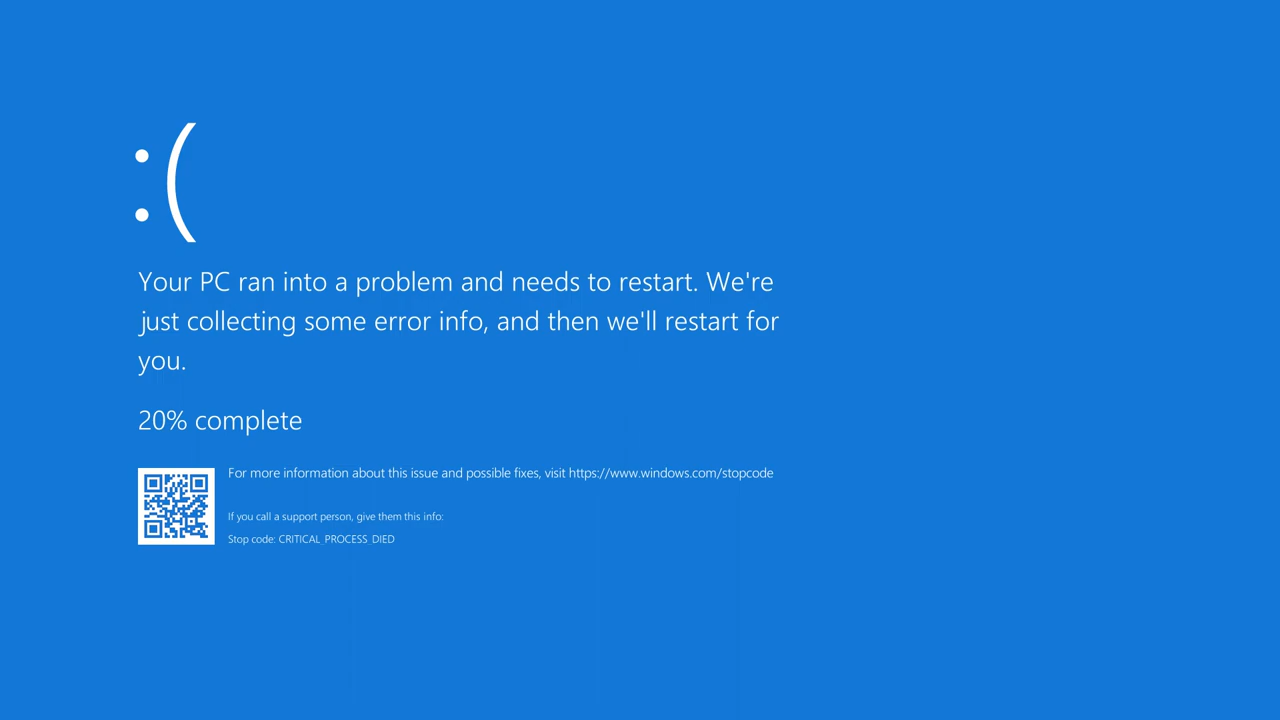 :(
Your PC ran into a problem and needs to restart. We're
just collecting some error info, and then we'll restart for
you.
20% complete
For more information about this issue and possible fixes, visit https://www.windows.com/stopcode
If you call a support person, give them this info:
Stop code: CRITICAL_PROCESS_DIED